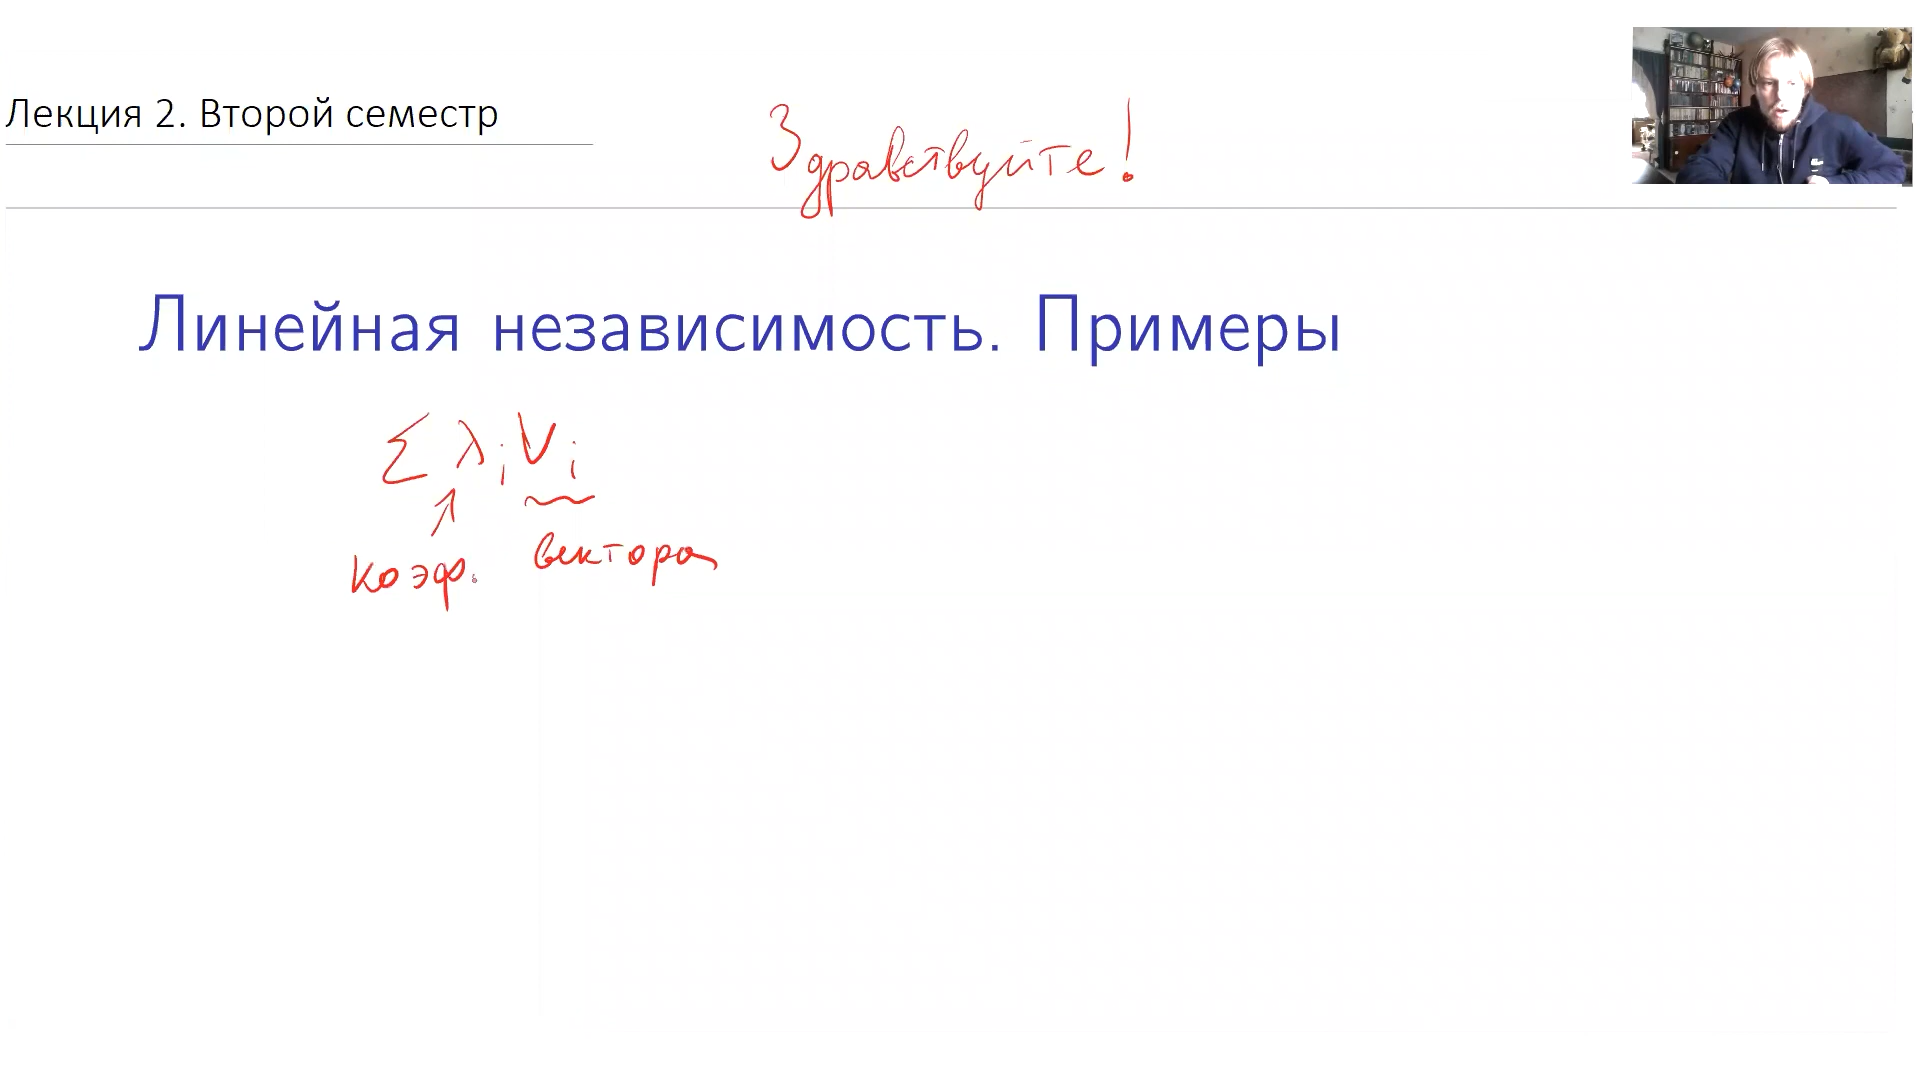 Лекция 2. Второй семестр
Здравствуйте!
Линейная независимость. Примеры
∑ λᵢ Vᵢ
коэф. вектора